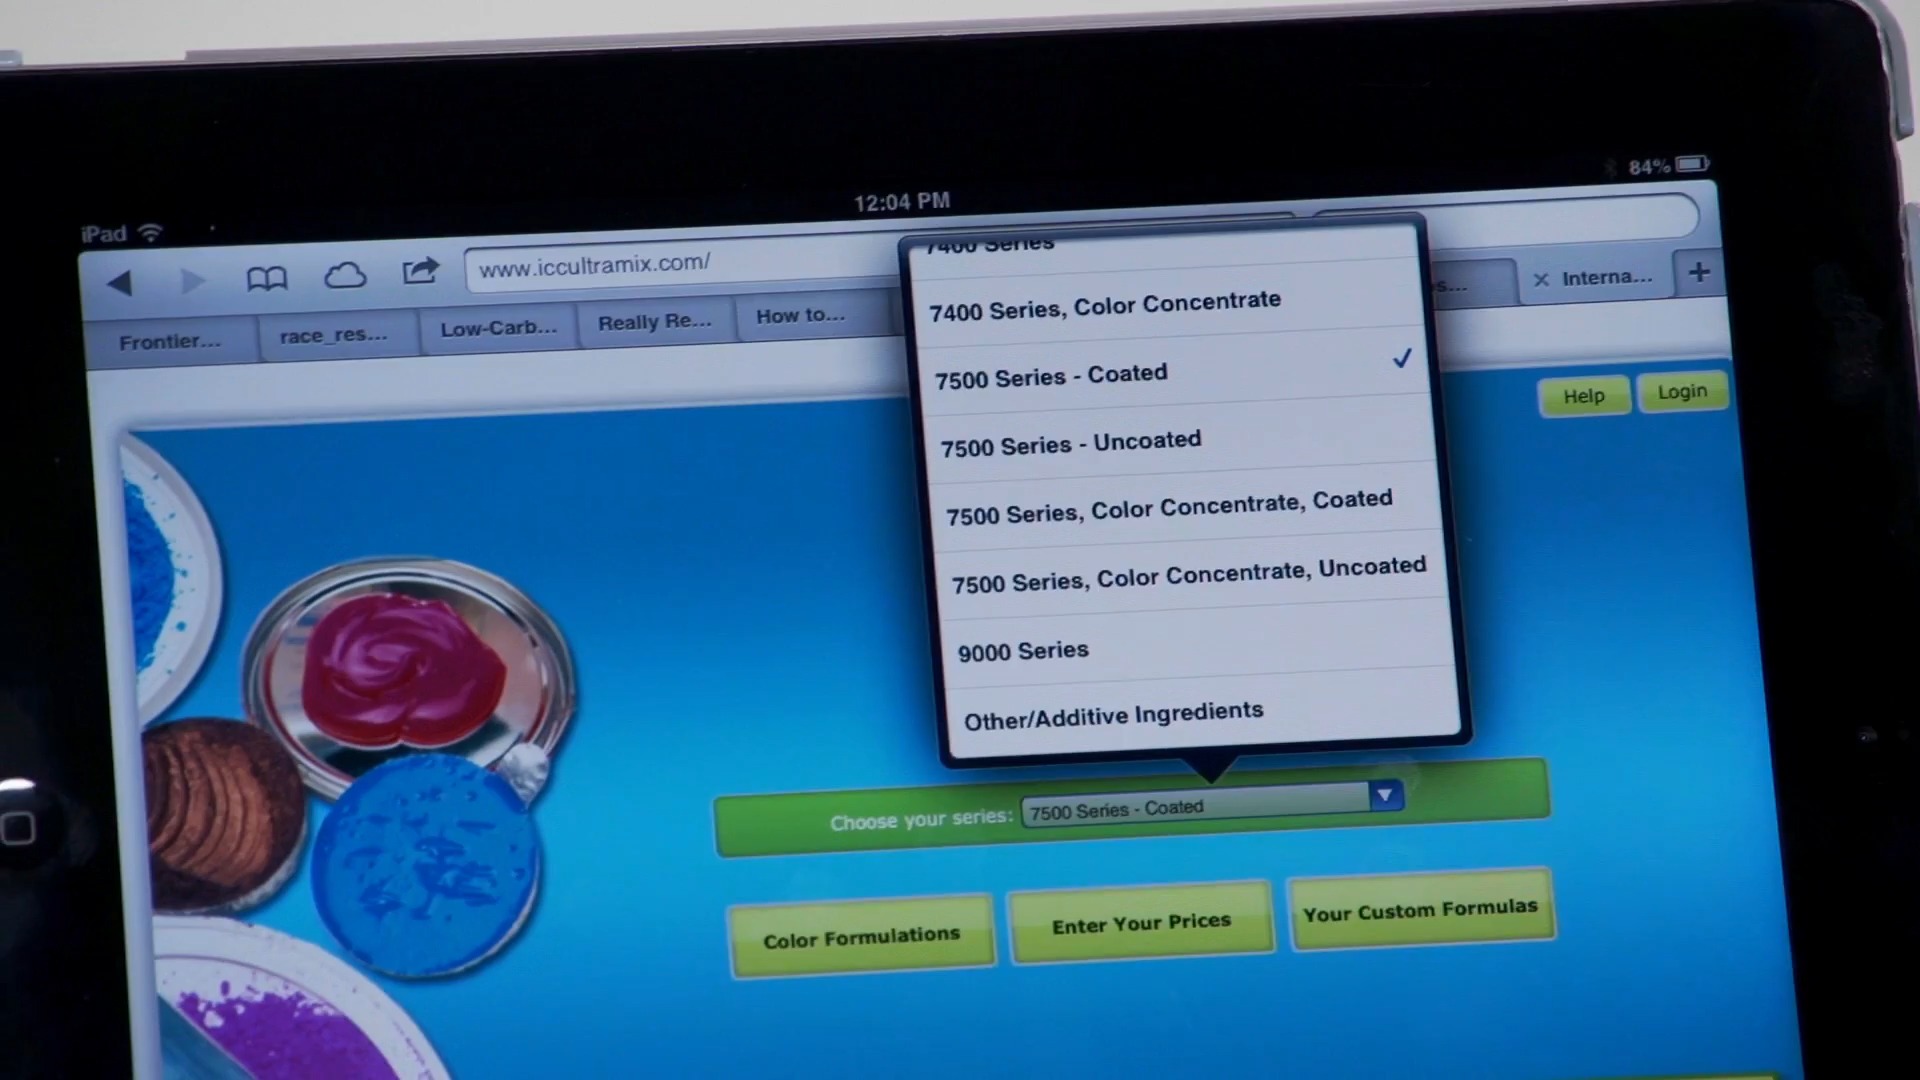 iPad
12:04 PM
84%
www.iccultramix.com/
Frontier...
race_res...
Low-Carb...
Really Re...
How to...
s...
Interna...
Help
Login
7400 Series
7400 Series, Color Concentrate
7500 Series - Coated
7500 Series - Uncoated
7500 Series, Color Concentrate, Coated
7500 Series, Color Concentrate, Uncoated
9000 Series
Other/Additive Ingredients
Choose your series: 7500 Series - Coated
Color Formulations
Enter Your Prices
Your Custom Formulas